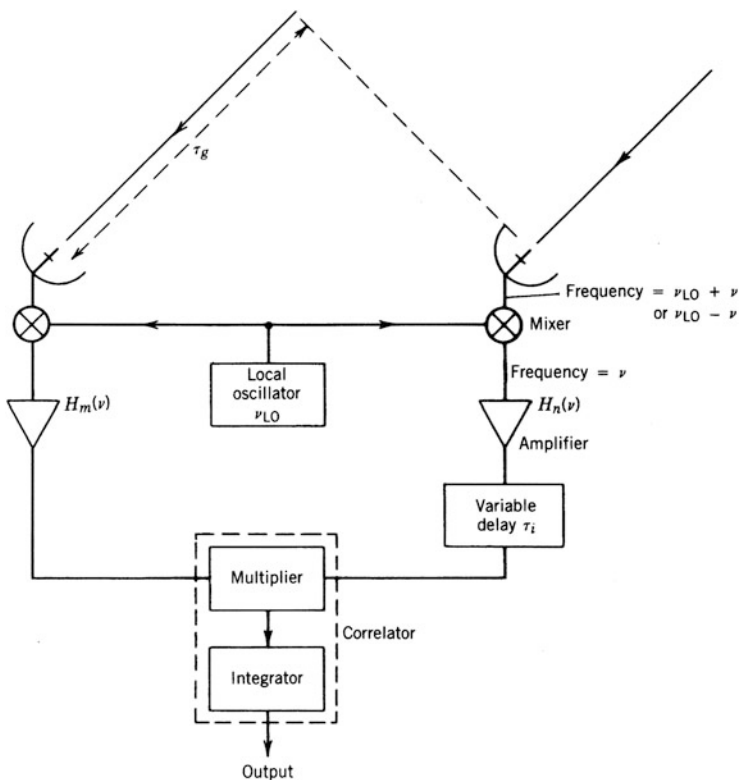 τg
Frequency = νLO + ν
or νLO − ν
Mixer
Local
oscillator
νLO
Frequency = ν
Hm(ν)
Hn(ν)
Amplifier
Variable
delay τi
Multiplier
Correlator
Integrator
Output